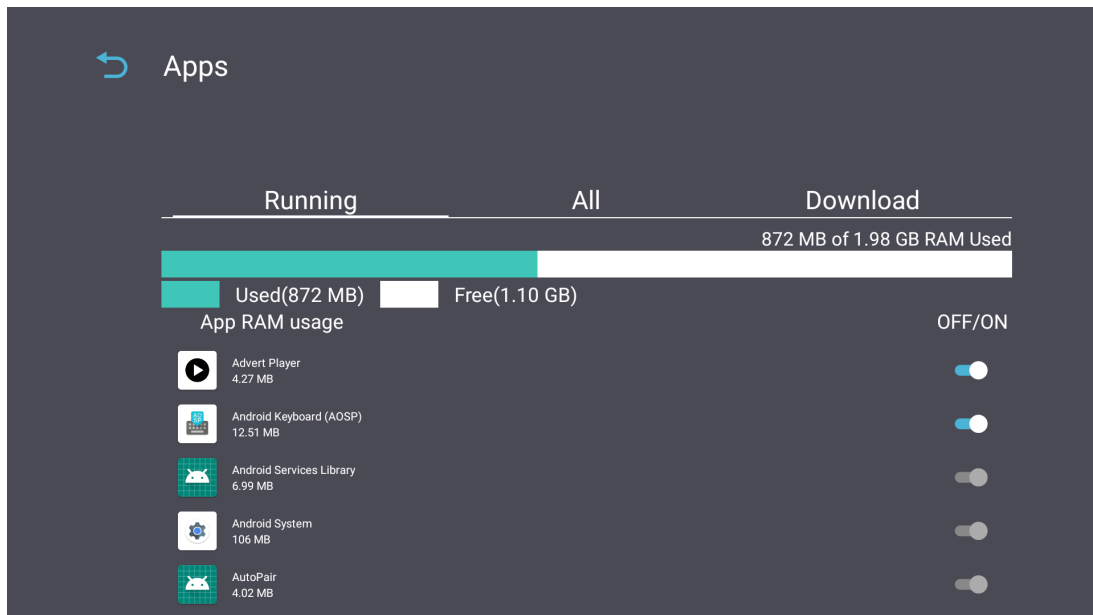 Apps
Running All Download
872 MB of 1.98 GB RAM Used
Used(872 MB) Free(1.10 GB)
App RAM usage OFF/ON
Advert Player
4.27 MB
Android Keyboard (AOSP)
12.51 MB
Android Services Library
6.99 MB
Android System
106 MB
AutoPair
4.02 MB